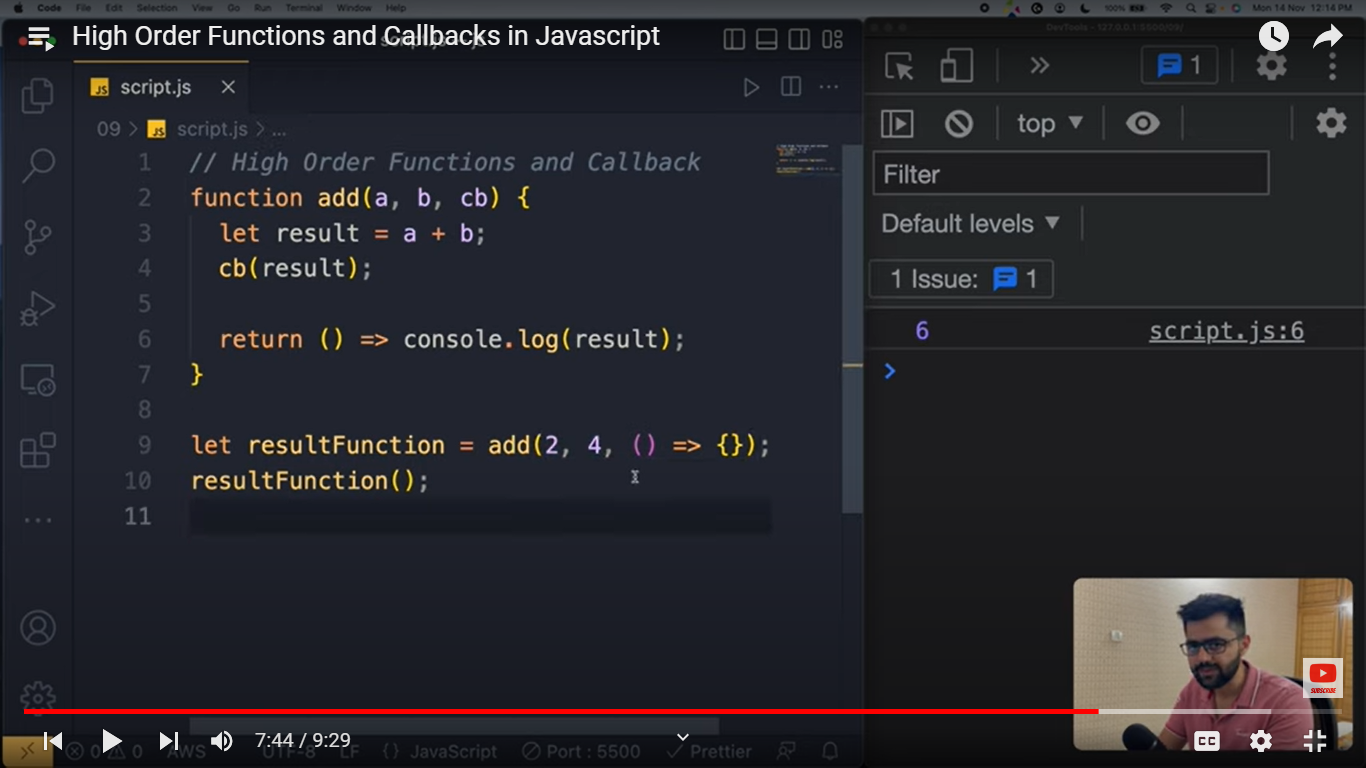 Code File Edit Selection View Go Run Terminal Window Help
100% Mon 14 Nov 12:14 PM
High Order Functions and Callbacks in Javascript
DevTools - 127.0.0.1:5500/09/
script.js
1
09 > script.js > ...
top
1 // High Order Functions and Callback
2 function add(a, b, cb) {
3 let result = a + b;
4 cb(result);
5
6 return () => console.log(result);
7 }
8
9 let resultFunction = add(2, 4, () => {});
10 resultFunction();
11
Filter
Default levels
1 Issue: 1
6 script.js:6
>
SUBSCRIBE
7:44 / 9:29
CC
0 0 AWS UTF-8 LF {} JavaScript Port : 5500 Prettier